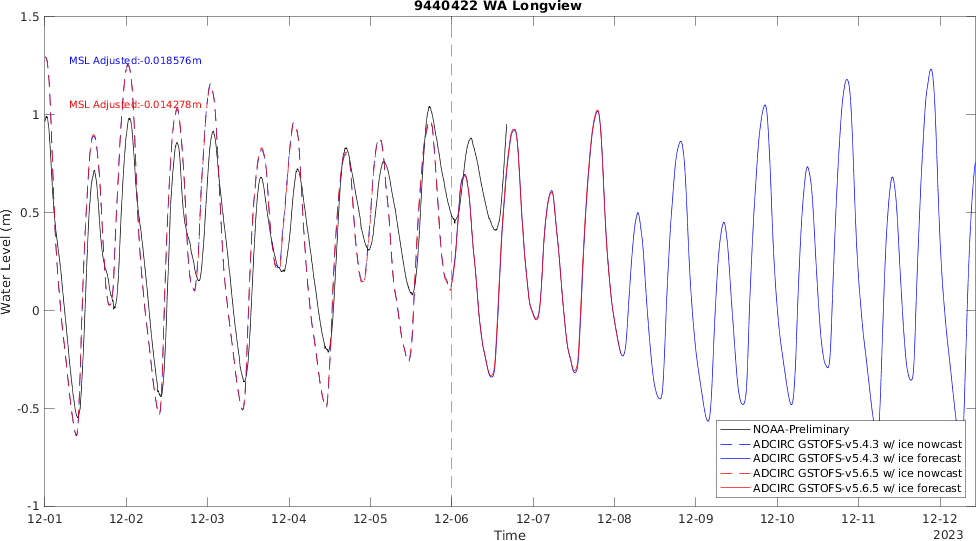 9440422 WA Longview
1.5
MSL Adjusted:-0.018576m
MSL Adjusted:-0.014278m
1
0.5
0
-0.5
-1
Water Level (m)
NOAA-Preliminary
ADCIRC GSTOFS-v5.4.3 w/ ice nowcast
ADCIRC GSTOFS-v5.4.3 w/ ice forecast
ADCIRC GSTOFS-v5.6.5 w/ ice nowcast
ADCIRC GSTOFS-v5.6.5 w/ ice forecast
12-01 12-02 12-03 12-04 12-05 12-06 12-07 12-08 12-09 12-10 12-11 12-12
Time
2023